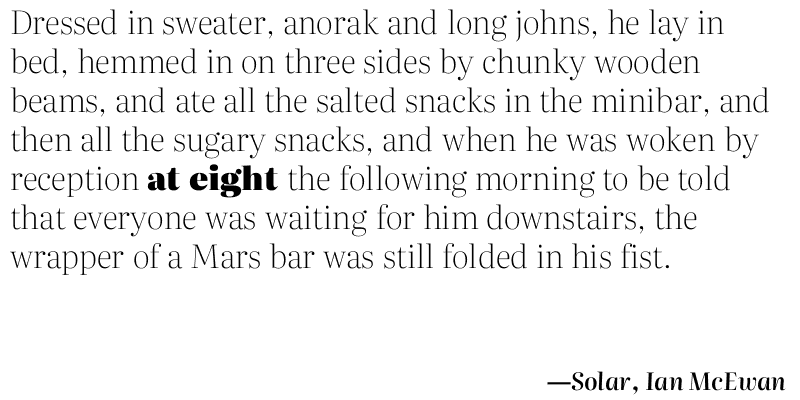 Dressed in sweater, anorak and long johns, he lay in
bed, hemmed in on three sides by chunky wooden
beams, and ate all the salted snacks in the minibar, and
then all the sugary snacks, and when he was woken by
reception at eight the following morning to be told
that everyone was waiting for him downstairs, the
wrapper of a Mars bar was still folded in his fist.
—Solar, Ian McEwan